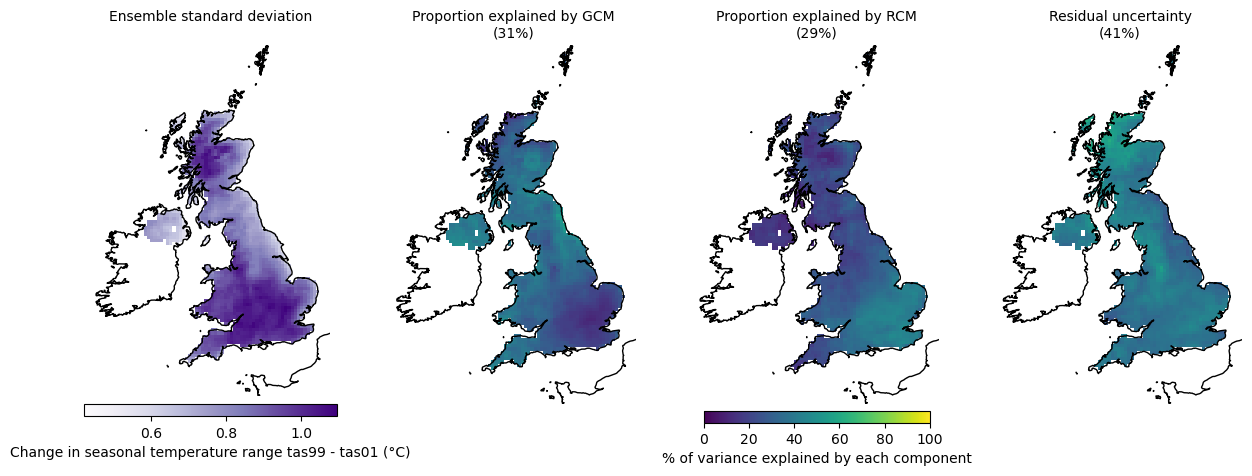 Ensemble standard deviation
Proportion explained by GCM
(31%)
Proportion explained by RCM
(29%)
Residual uncertainty
(41%)
0.6 0.8 1.0
Change in seasonal temperature range tas99 - tas01 (°C)
0 20 40 60 80 100
% of variance explained by each component